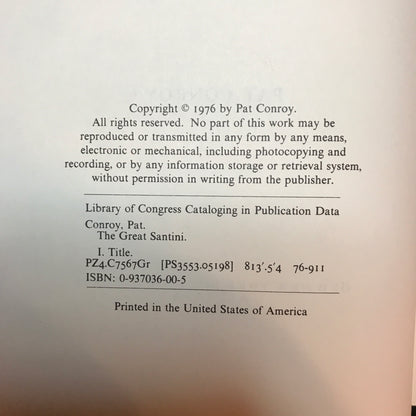 Copyright © 1976 by Pat Conroy.
All rights reserved. No part of this work may be
reproduced or transmitted in any form by any means,
electronic or mechanical, including photocopying and
recording, or by any information storage or retrieval system,
without permission in writing from the publisher.
Library of Congress Cataloging in Publication Data
Conroy, Pat.
The Great Santini.
I. Title.
PZ4.C7567Gr [PS3553.05198] 813'.5'4 76-911
ISBN: 0-937036-00-5
Printed in the United States of America